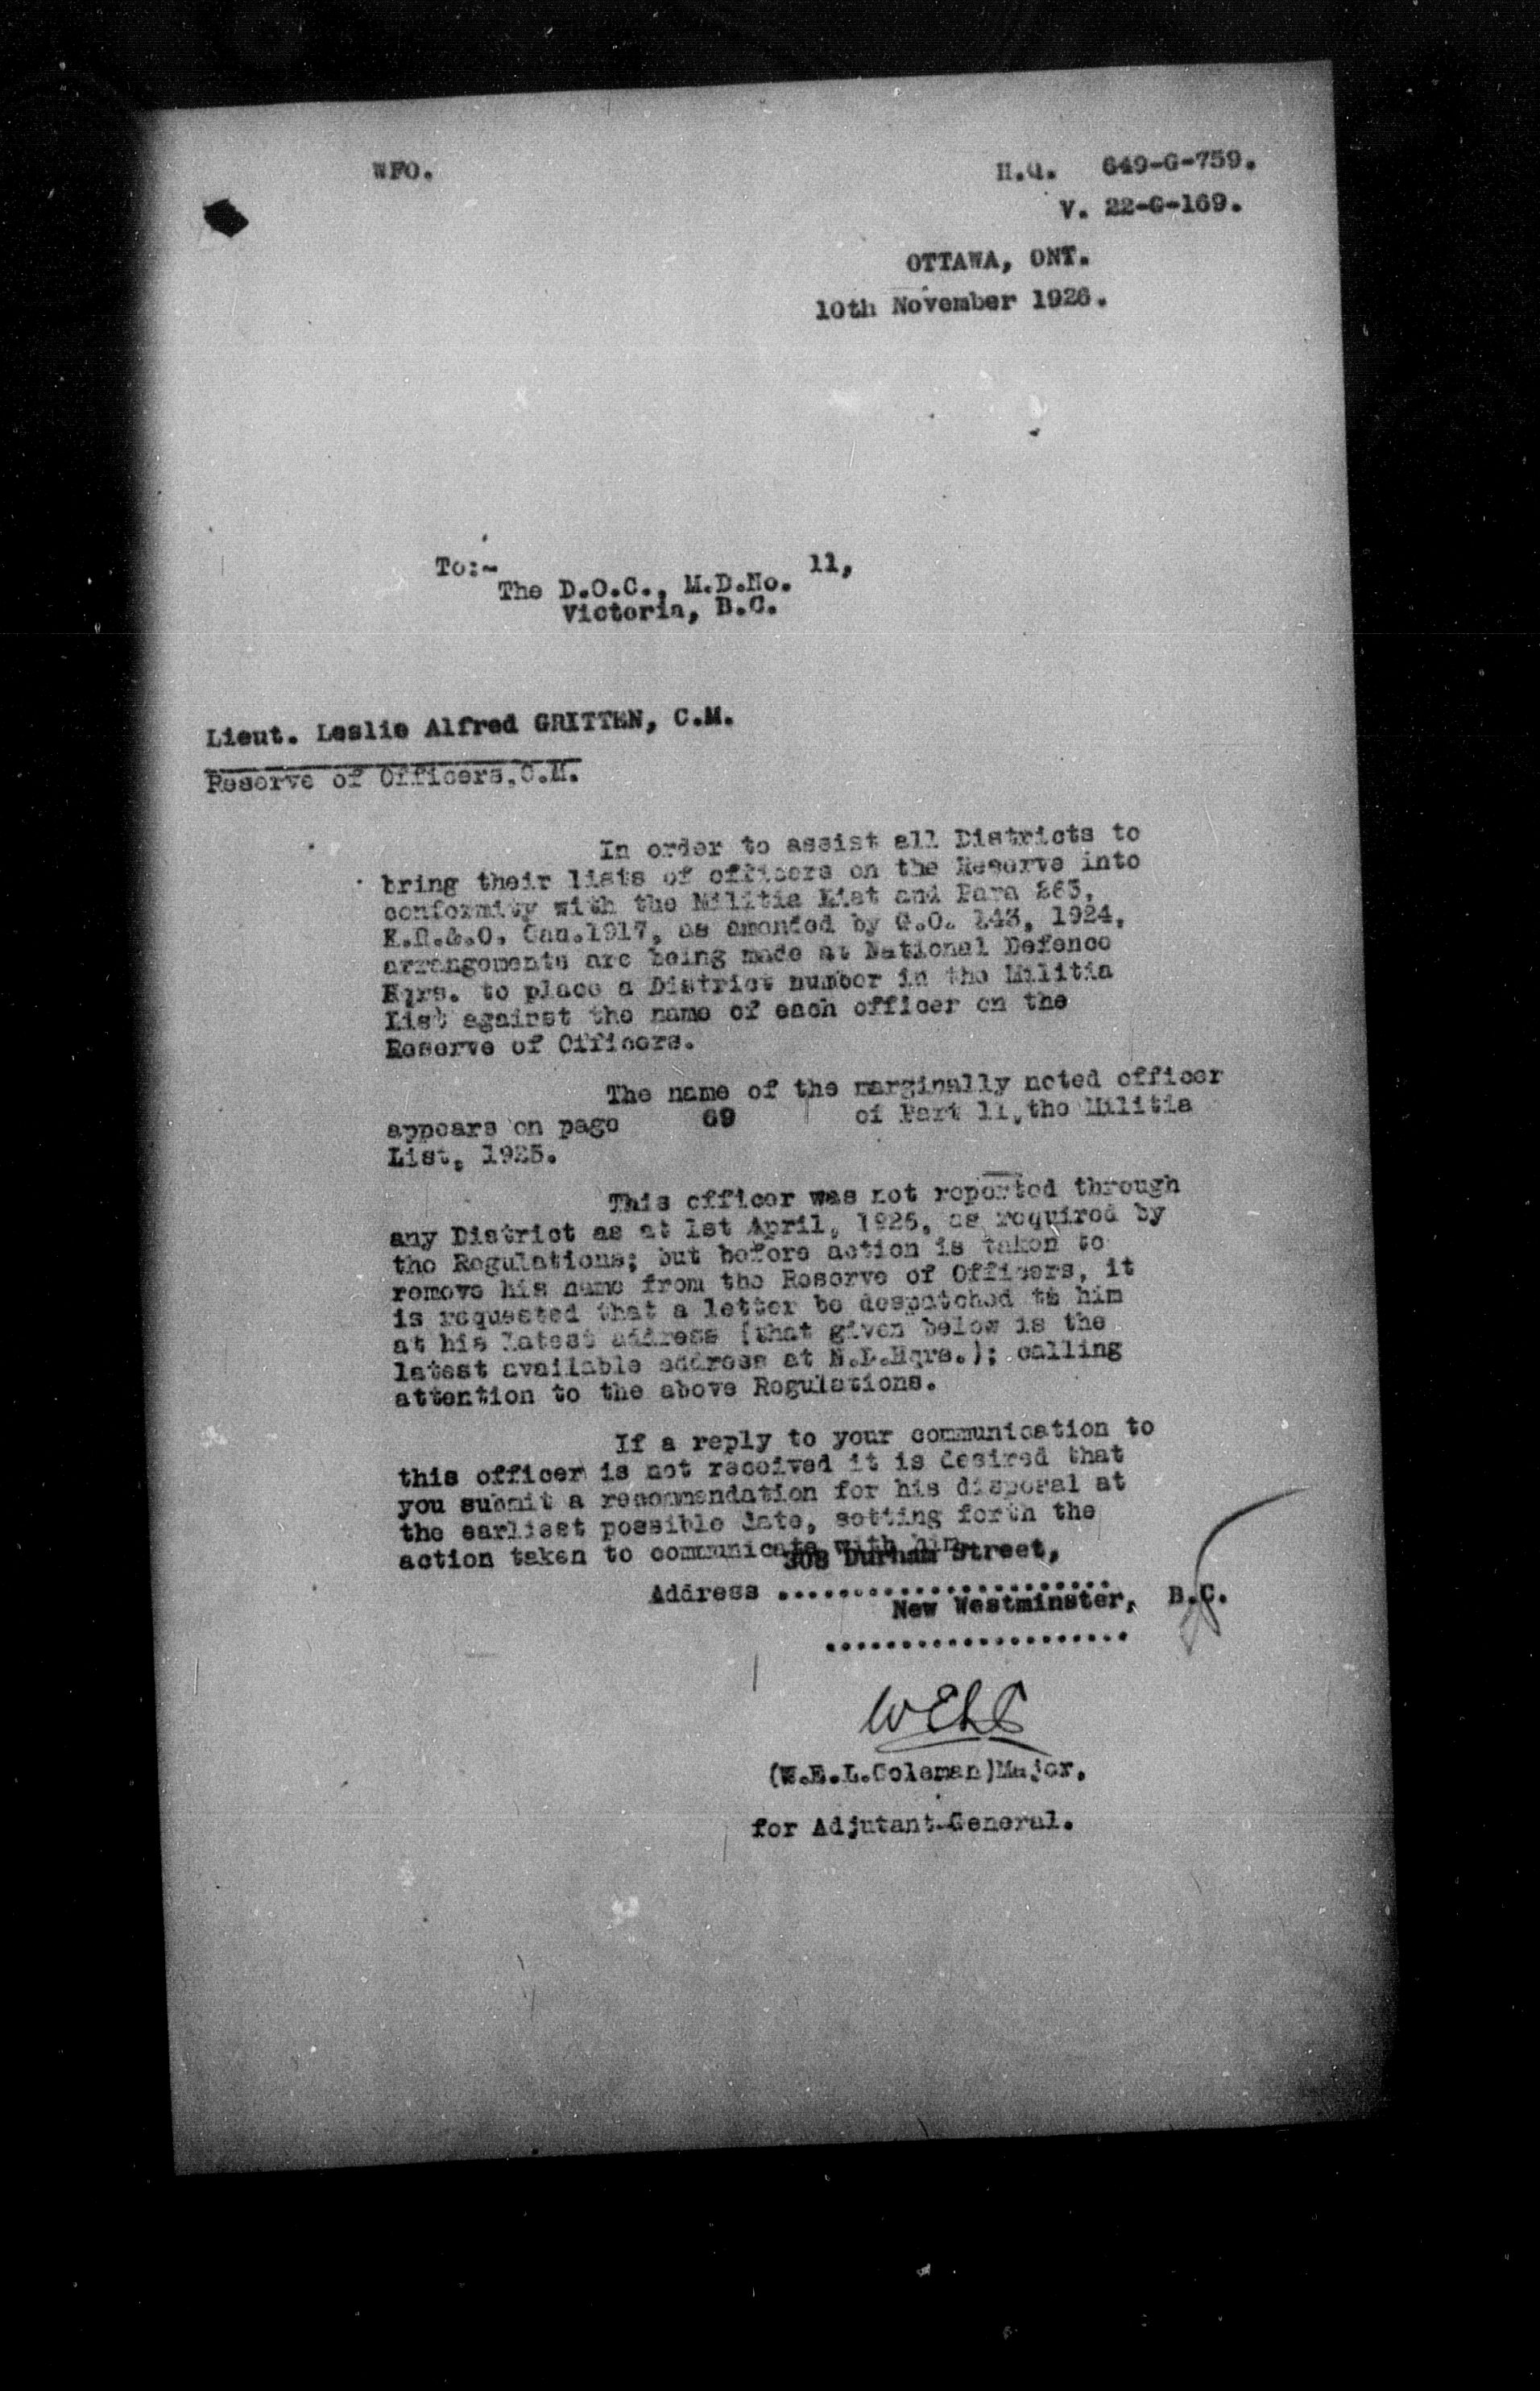 WFO.
H.Q. 649-G-759.
V. 22-G-169.
OTTAWA, ONT.
10th November 1926.
To:-
The D.O.C., M.D.No. 11,
Victoria, B.C.
Lieut. Leslie Alfred GRITTEN, C.M.
Reserve of Officers,C.M.
In order to assist all Districts to
bring their lists of officers on the Reserve into
conformity with the Militia List and Para 263,
K.R.&.O. Can.1917, as amended by G.O. 143, 1924,
arrangements are being made at National Defence
Hqrs. to place a District number in the Militia
List against the name of each officer on the
Reserve of Officers.
The name of the marginally noted officer
appears on page 69 of Part 11,the Militia
List, 1925.
This officer was not reported through
any District as at 1st April, 1926, as required by
the Regulations; but before action is taken to
remove his name from the Reserve of Officers, it
is requested that a letter be despatched to him
at his latest address (that given below is the
latest available address at N.D.Hqrs.); calling
attention to the above Regulations.
If a reply to your communication to
this officer is not received it is desired that
you submit a recommendation for his disposal at
the earliest possible date, setting forth the
action taken to communicate with him.
308 Durham Street,
Address ......................
New Westminster, B.C.
.....................
WELC
(W.E.L.Coleman)Major,
for Adjutant-General.